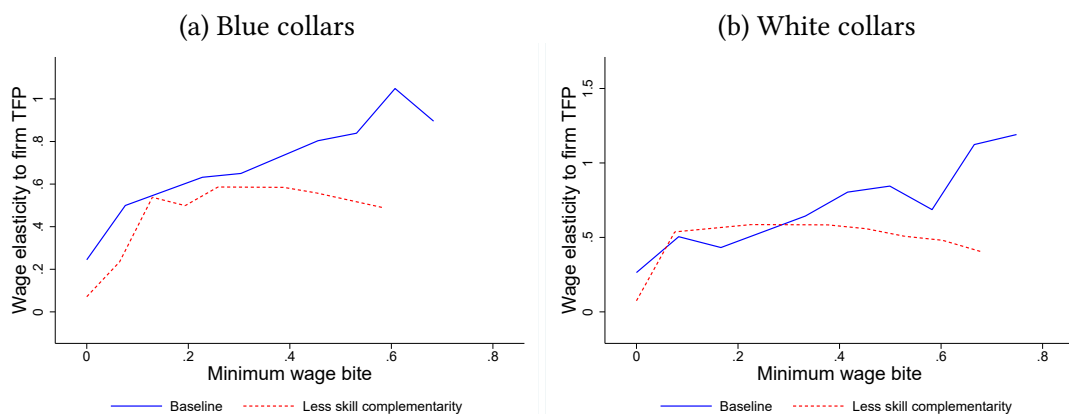 (a) Blue collars
Wage elasticity to firm TFP
0 .2 .4 .6 .8 1
0 .2 .4 .6 .8
Minimum wage bite
Baseline Less skill complementarity
(b) White collars
Wage elasticity to firm TFP
0 .5 1 1.5
0 .2 .4 .6 .8
Minimum wage bite
Baseline Less skill complementarity